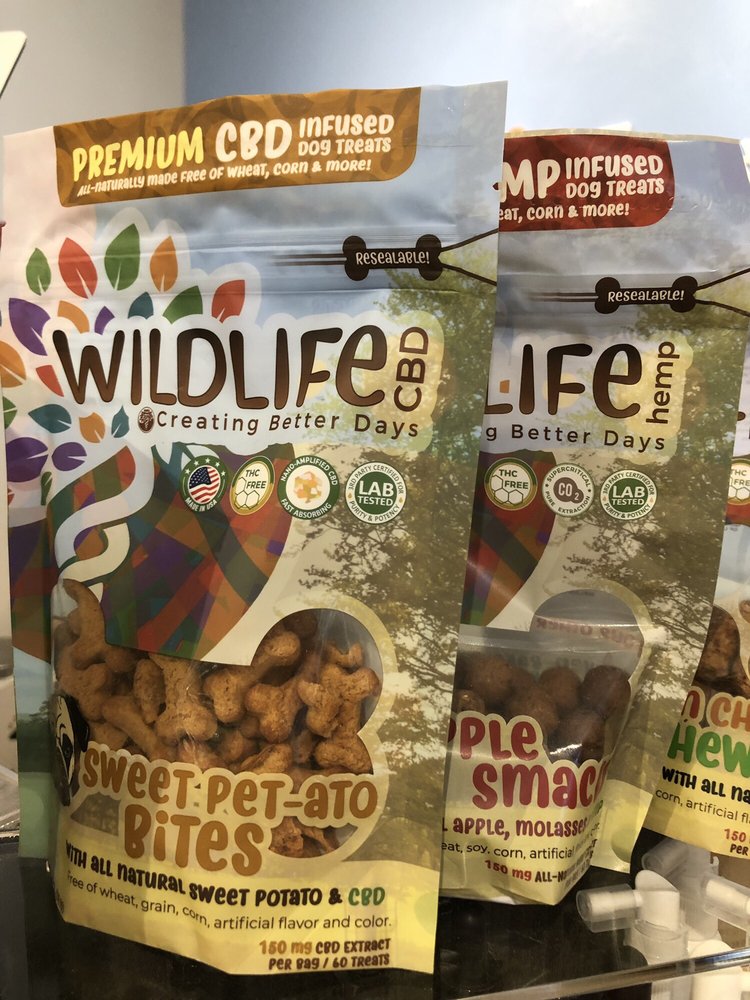 PREMIUM CBD INFUSED
DOG TREATS
ALL-NATURALLY MADE FREE OF WHEAT, CORN & MORE!
RESEALABLE!
WILDLIFE CBD
Creating Better Days
MADE IN USA
THC FREE
NANO-AMPLIFIED CBD
FAST ABSORBING
3RD PARTY CERTIFIED FOR
LAB TESTED
PURITY & POTENCY
SWEET PET-ATO
BITES
WITH ALL NATURAL SWEET POTATO & CBD
Free of wheat, grain, corn, artificial flavor and color.
150 mg CBD EXTRACT
PER BAG / 60 TREATS
MP INFUSED
DOG TREATS
EAT, CORN & MORE!
RESEALABLE!
LIFE hemp
g Better Days
THC FREE
SUPERCRITICAL
CO2
PURE EXTRACTION
3RD PARTY CERTIFIED FOR
LAB TESTED
PURITY & POTENCY
PPLE
SMAC
L APPLE, MOLASSES
eat, soy, corn, artificial
150 mg ALL-N
N CH
HEW
WITH ALL NA
corn, artificial fl
150
PER